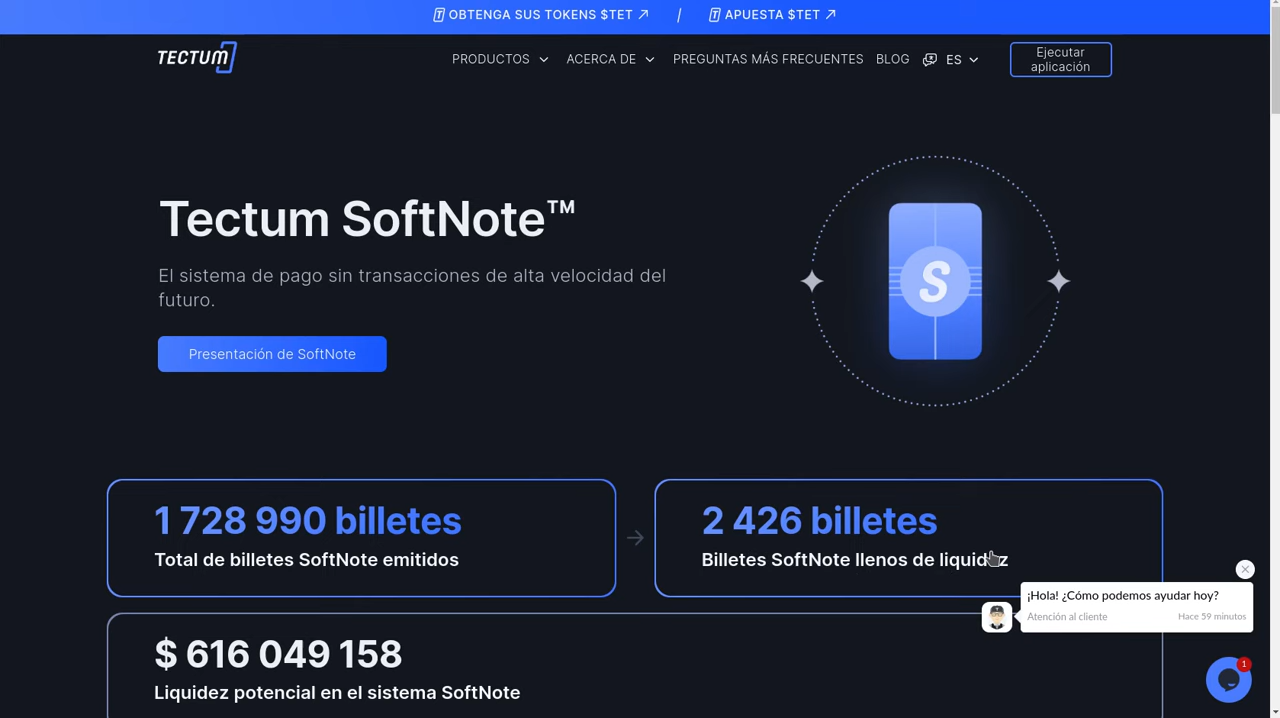 OBTENGA SUS TOKENS $TET / APUESTA $TET
TECTUM PRODUCTOS ACERCA DE PREGUNTAS MÁS FRECUENTES BLOG ES
Ejecutar
aplicación
Tectum SoftNote™
El sistema de pago sin transacciones de alta velocidad del
futuro.
Presentación de SoftNote
S
1 728 990 billetes
Total de billetes SoftNote emitidos
2 426 billetes
Billetes SoftNote llenos de liquidez
$ 616 049 158
Liquidez potencial en el sistema SoftNote
¡Hola! ¿Cómo podemos ayudar hoy?
Atención al cliente Hace 59 minutos
1